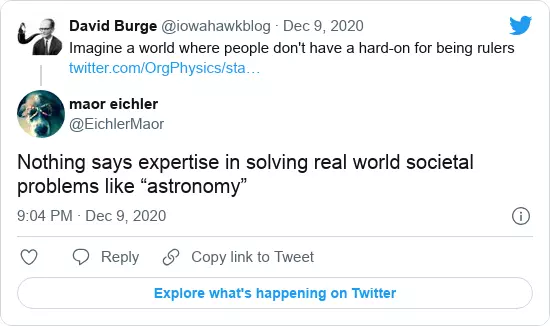 David Burge @iowahawkblog · Dec 9, 2020
Imagine a world where people don't have a hard-on for being rulers
twitter.com/OrgPhysics/sta…
maor eichler
@EichlerMaor
Nothing says expertise in solving real world societal
problems like “astronomy”
9:04 PM · Dec 9, 2020
Reply
Copy link to Tweet
Explore what's happening on Twitter